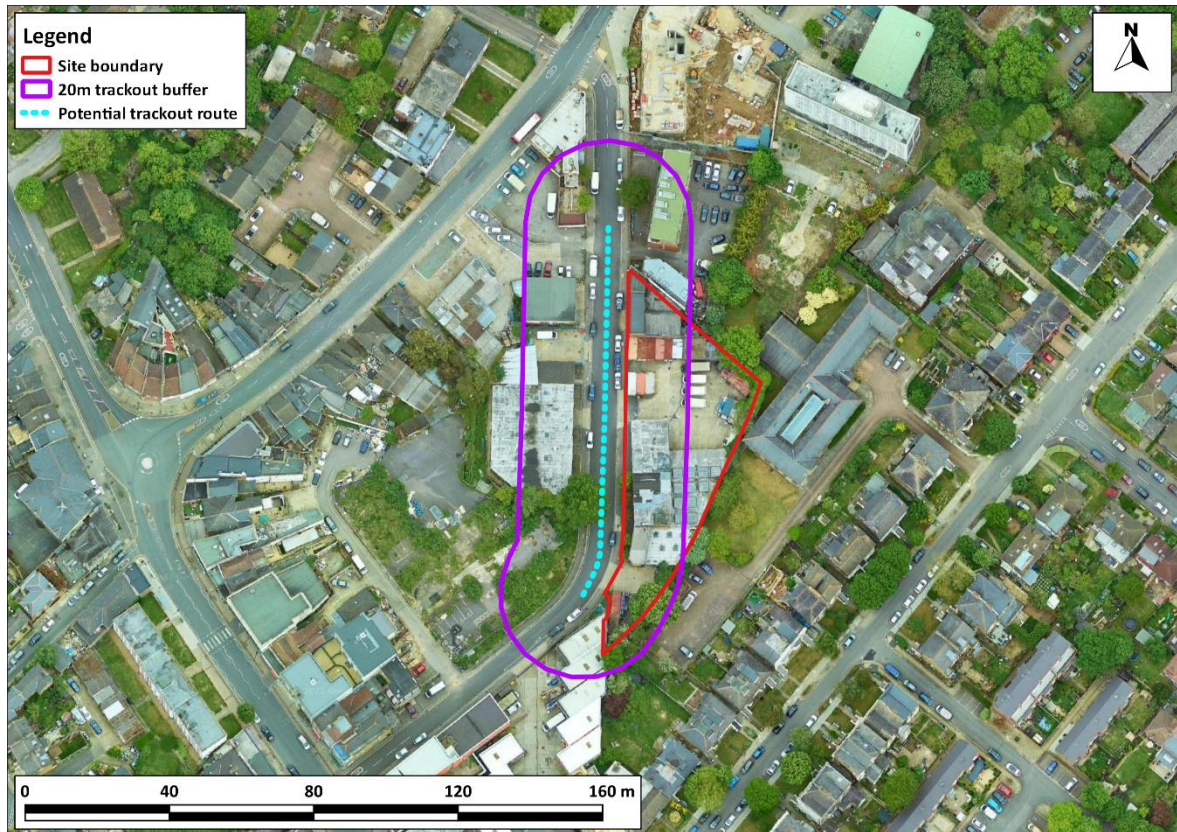 Legend
Site boundary
20m trackout buffer
Potential trackout route
N
0 40 80 120 160 m